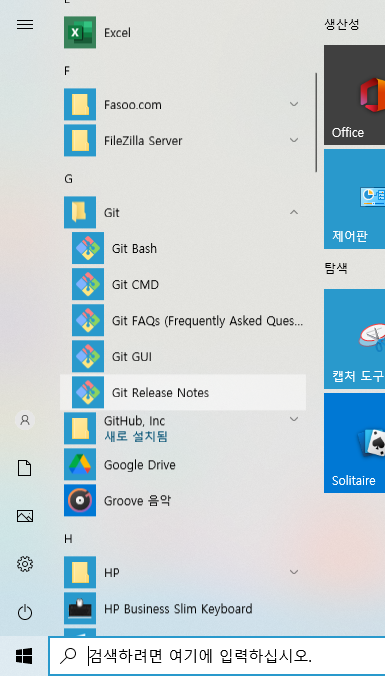 Excel
F
Fasoo.com
FileZilla Server
G
Git
Git Bash
Git CMD
Git FAQs (Frequently Asked Ques...
Git GUI
Git Release Notes
GitHub, Inc
새로 설치됨
Google Drive
Groove 음악
H
HP
HP Business Slim Keyboard
생산성
Office
제어판
탐색
캡처 도구
Solitaire
검색하려면 여기에 입력하십시오.